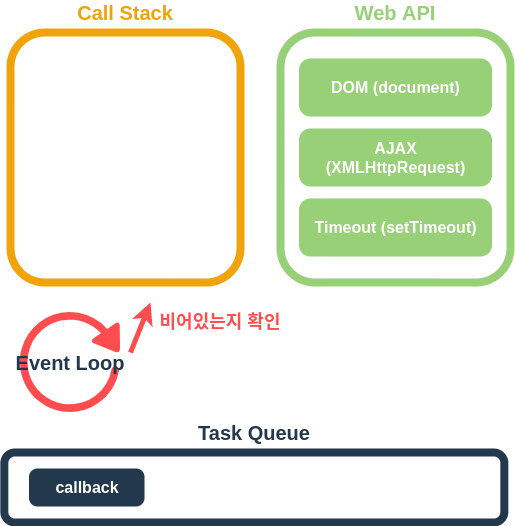 Call Stack
Web API
DOM (document)
AJAX
(XMLHttpRequest)
Timeout (setTimeout)
비어있는지 확인
Event Loop
Task Queue
callback